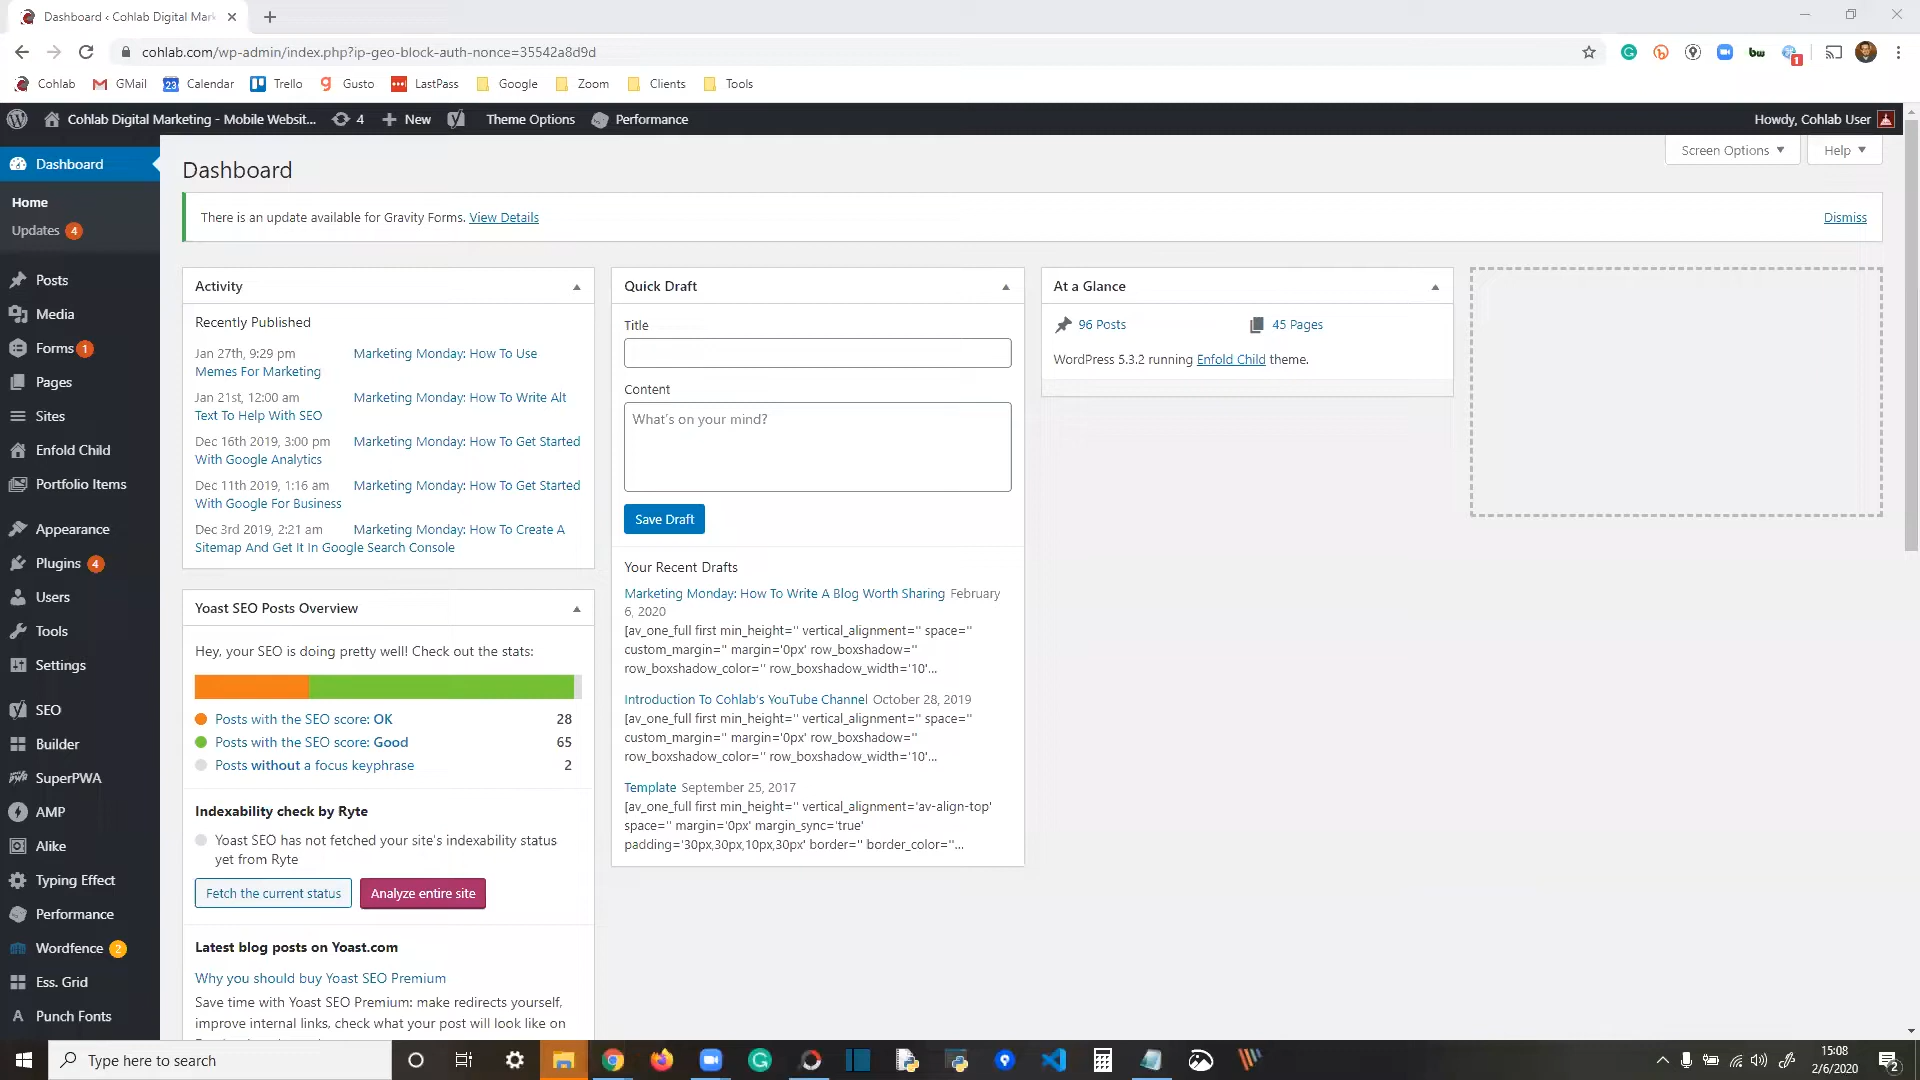 Dashboard ‹ Cohlab Digital Mark
cohlab.com/wp-admin/index.php?ip-geo-block-auth-nonce=35542a8d9d
bw
1
Cohlab
GMail
23
Calendar
Trello
Gusto
LastPass
Google
Zoom
Clients
Tools
Cohlab Digital Marketing - Mobile Websit...
4
New
Theme Options
Performance
Howdy, Cohlab User
Dashboard
Home
Updates 4
Posts
Media
Forms 1
Pages
Sites
Enfold Child
Portfolio Items
Appearance
Plugins 4
Users
Tools
Settings
SEO
Builder
SuperPWA
AMP
Alike
Typing Effect
Performance
Wordfence 2
Ess. Grid
A Punch Fonts
Dashboard
Screen Options
Help
There is an update available for Gravity Forms. View Details
Dismiss
Activity
Recently Published
Jan 27th, 9:29 pm Marketing Monday: How To Use
Memes For Marketing
Jan 21st, 12:00 am Marketing Monday: How To Write Alt
Text To Help With SEO
Dec 16th 2019, 3:00 pm Marketing Monday: How To Get Started
With Google Analytics
Dec 11th 2019, 1:16 am Marketing Monday: How To Get Started
With Google For Business
Dec 3rd 2019, 2:21 am Marketing Monday: How To Create A
Sitemap And Get It In Google Search Console
Yoast SEO Posts Overview
Hey, your SEO is doing pretty well! Check out the stats:
Posts with the SEO score: OK 28
Posts with the SEO score: Good 65
Posts without a focus keyphrase 2
Indexability check by Ryte
Yoast SEO has not fetched your site's indexability status
yet from Ryte
Fetch the current status
Analyze entire site
Latest blog posts on Yoast.com
Why you should buy Yoast SEO Premium
Save time with Yoast SEO Premium: make redirects yourself,
improve internal links, check what your post will look like on
Quick Draft
Title
Content
What's on your mind?
Save Draft
Your Recent Drafts
Marketing Monday: How To Write A Blog Worth Sharing February
6, 2020
[av_one_full first min_height='' vertical_alignment='' space=''
custom_margin='' margin='0px' row_boxshadow=''
row_boxshadow_color='' row_boxshadow_width='10'...
Introduction To Cohlab's YouTube Channel October 28, 2019
[av_one_full first min_height='' vertical_alignment='' space=''
custom_margin='' margin='0px' row_boxshadow=''
row_boxshadow_color='' row_boxshadow_width='10'...
Template September 25, 2017
[av_one_full first min_height='' vertical_alignment='av-align-top'
space='' margin='0px' margin_sync='true'
padding='30px,30px,10px,30px' border='' border_color=''...
At a Glance
96 Posts
45 Pages
WordPress 5.3.2 running Enfold Child theme.
Type here to search
15:08
2/6/2020
2